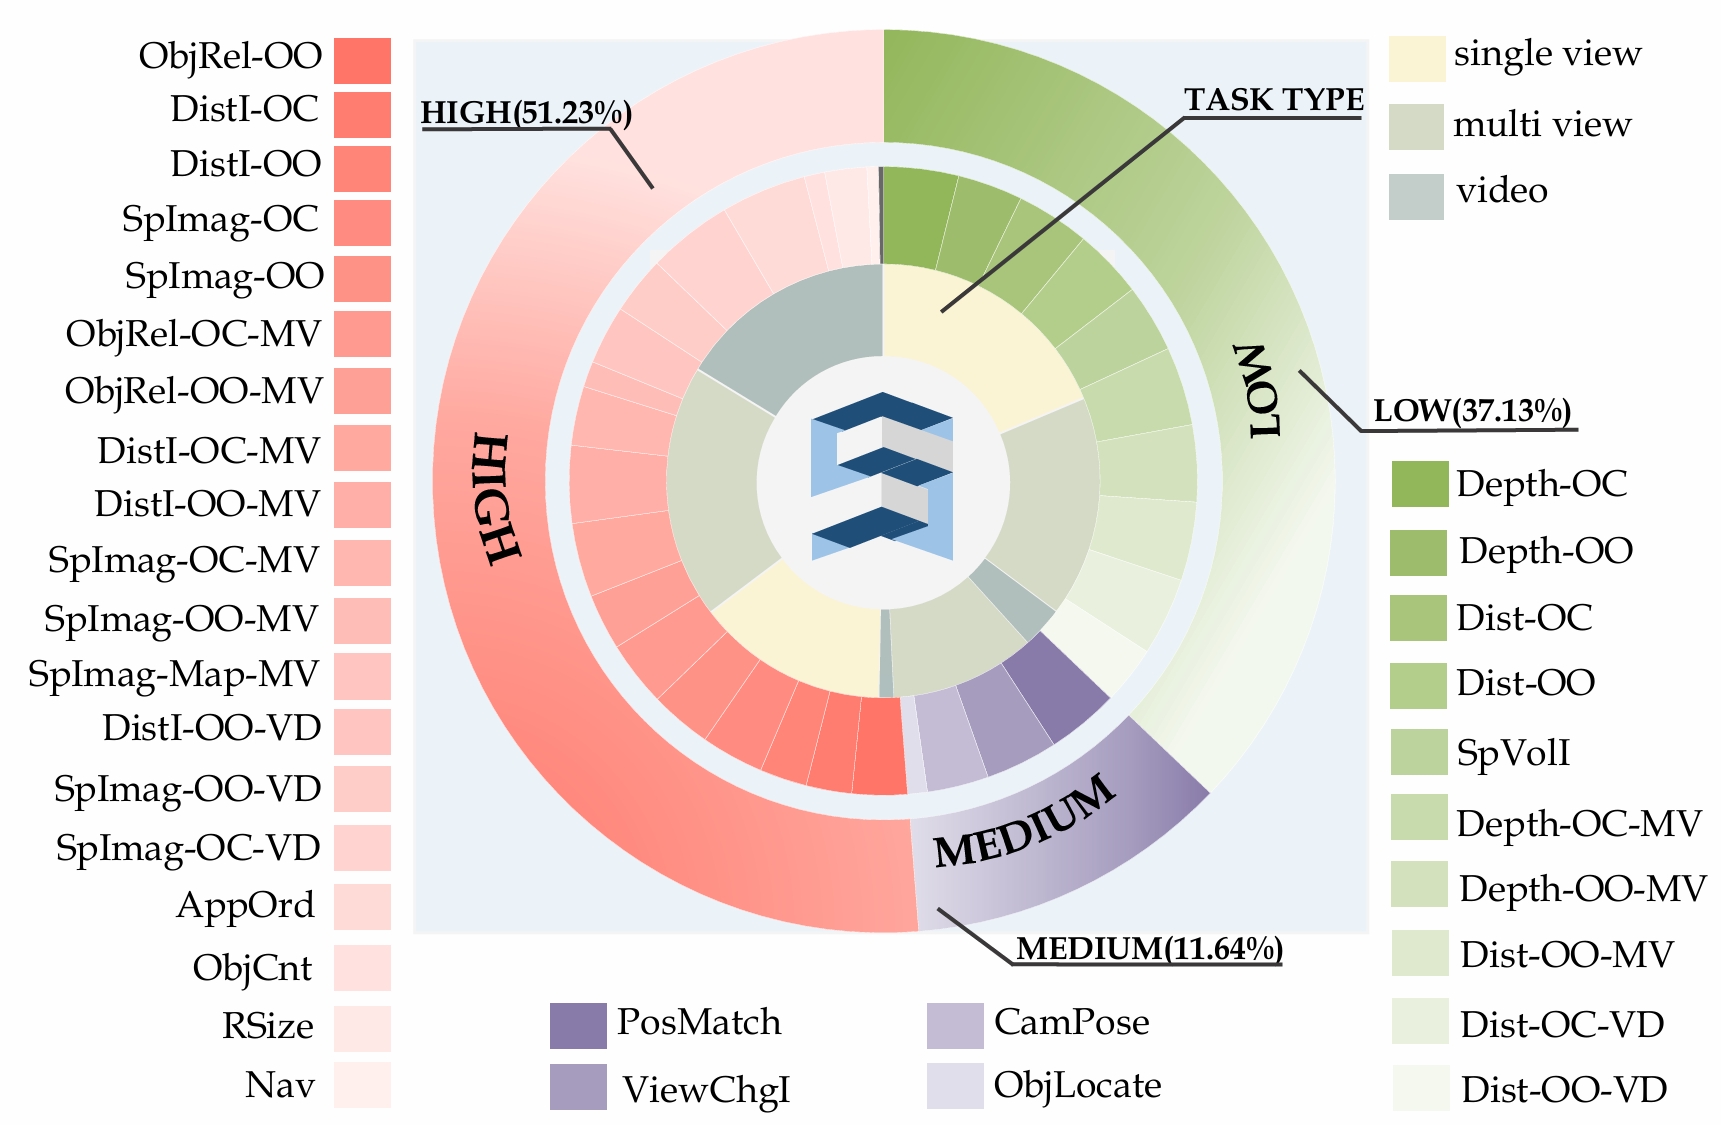 ObjRel-OO
DistI-OC
DistI-OO
SpImag-OC
SpImag-OO
ObjRel-OC-MV
ObjRel-OO-MV
DistI-OC-MV
DistI-OO-MV
SpImag-OC-MV
SpImag-OO-MV
SpImag-Map-MV
DistI-OO-VD
SpImag-OO-VD
SpImag-OC-VD
AppOrd
ObjCnt
RSize
Nav
HIGH(51.23%)
TASK TYPE
HIGH
LOW
MEDIUM
LOW(37.13%)
MEDIUM(11.64%)
single view
multi view
video
Depth-OC
Depth-OO
Dist-OC
Dist-OO
SpVolI
Depth-OC-MV
Depth-OO-MV
Dist-OO-MV
Dist-OC-VD
Dist-OO-VD
PosMatch
ViewChgI
CamPose
ObjLocate